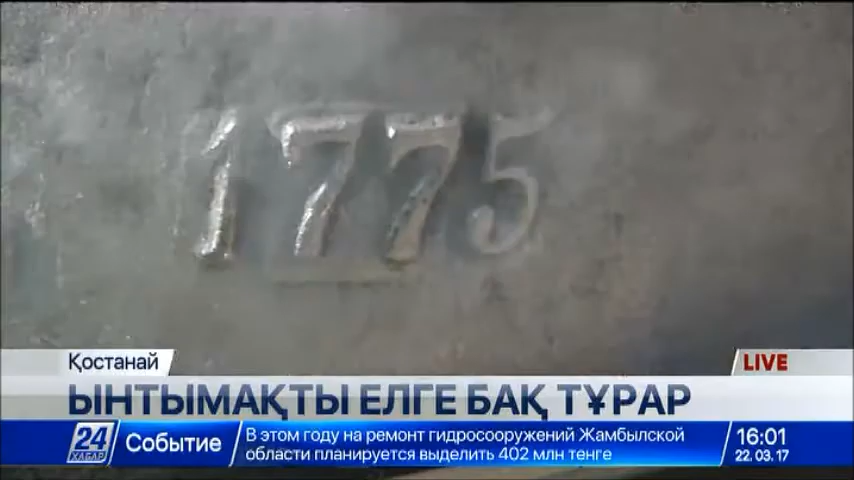 1775
Қостанай
LIVE
ЫНТЫМАҚТЫ ЕЛГЕ БАҚ ТҰРАР
24
ХАБАР
Событие
В этом году на ремонт гидросооружений Жамбылской
области планируется выделить 402 млн тенге
16:01
22.03.17